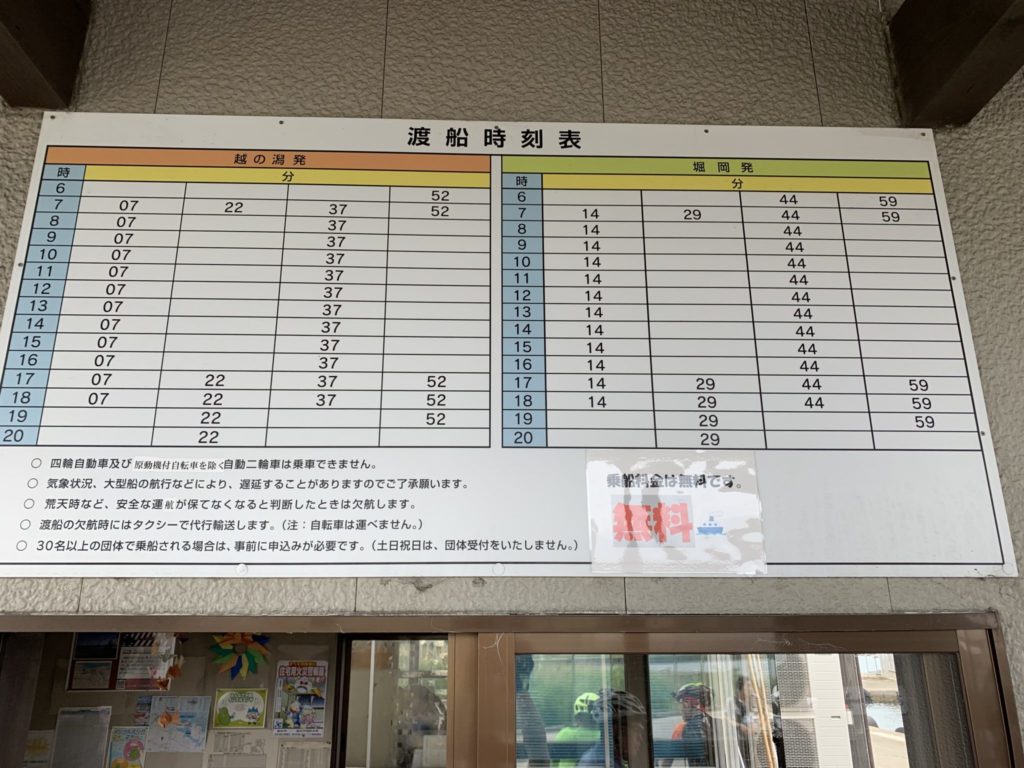 渡船時刻表
越の潟発
時 分
6 52
7 07 22 37 52
8 07 37
9 07 37
10 07 37
11 07 37
12 07 37
13 07 37
14 07 37
15 07 37
16 07 37
17 07 22 37 52
18 07 22 37 52
19 22 52
20 22
堀岡発
時 分
6 44 59
7 14 29 44 59
8 14 44
9 14 44
10 14 44
11 14 44
12 14 44
13 14 44
14 14 44
15 14 44
16 14 44
17 14 29 44 59
18 14 29 44 59
19 29 59
20 29
○ 四輪自動車及び原動機付自転車を除く自動二輪車は乗車できません。
○ 気象状況、大型船の航行などにより、遅延することがありますのでご了承願います。
○ 荒天時など、安全な運航が保てなくなると判断したときは欠航します。
○ 渡船の欠航時にはタクシーで代行輸送します。(注:自転車は運べません。)
○ 30名以上の団体で乗船される場合は、事前に申込みが必要です。(土日祝日は、団体受付をいたしません。)
乗船料金は無料です。
無料